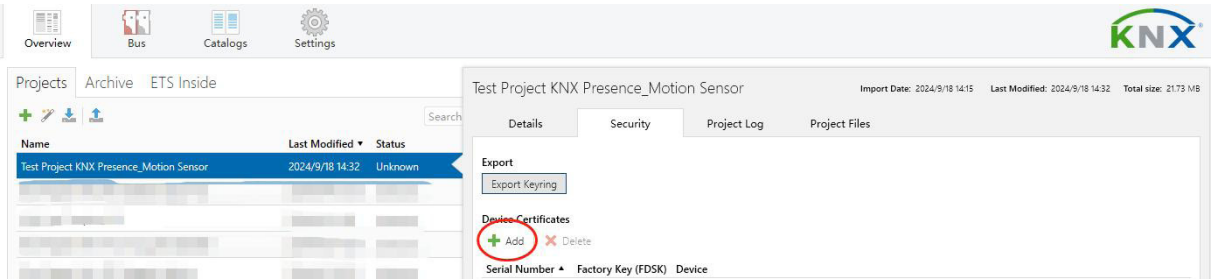 Overview Bus Catalogs Settings
KNX
Projects Archive ETS Inside
Search
Name Last Modified Status
Test Project KNX Presence_Motion Sensor 2024/9/18 14:32 Unknown
Test Project KNX Presence_Motion Sensor Import Date: 2024/9/18 14:15 Last Modified: 2024/9/18 14:32 Total size: 21.73 MB
Details Security Project Log Project Files
Export
Export Keyring
Device Certificates
Add Delete
Serial Number Factory Key (FDSK) Device